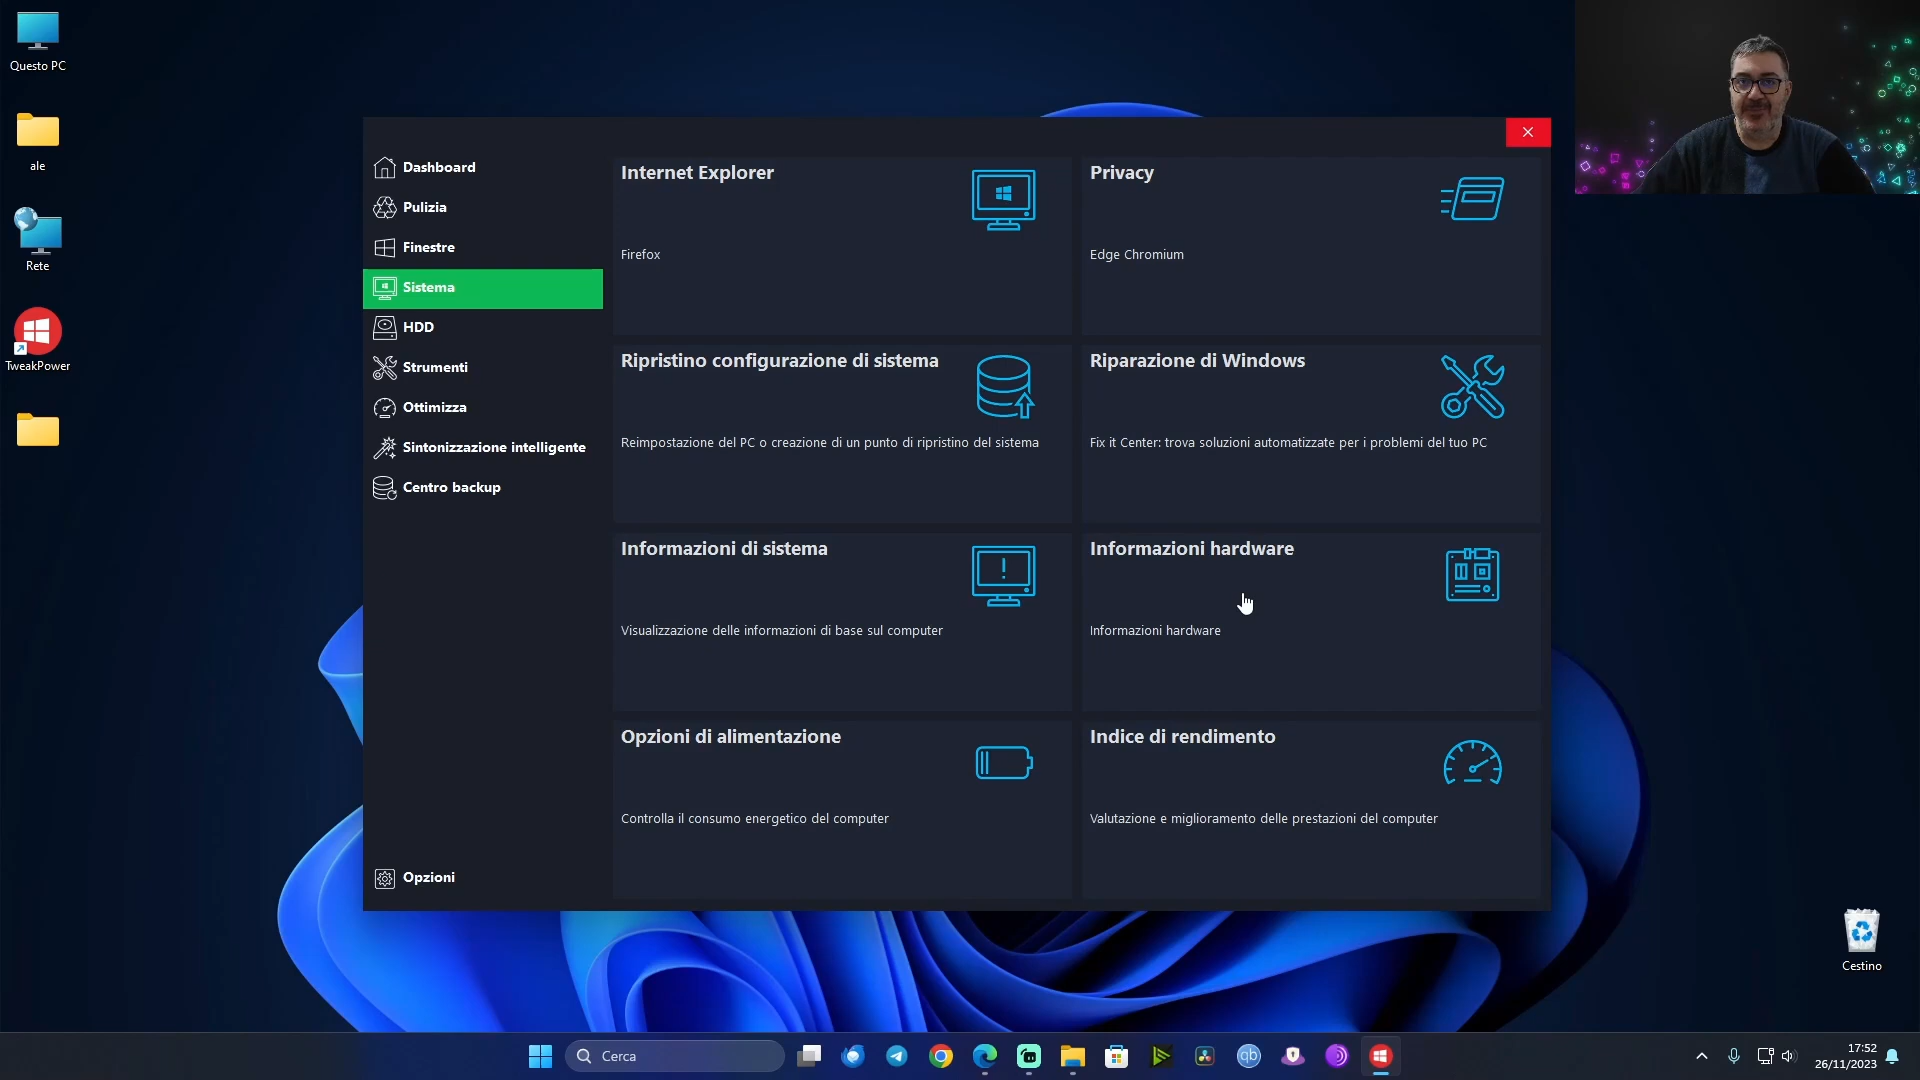 Questo PC
ale
Rete
TweakPower
Dashboard
Pulizia
Finestre
Sistema
HDD
Strumenti
Ottimizza
Sintonizzazione intelligente
Centro backup
Opzioni
Internet Explorer
Firefox
Privacy
Edge Chromium
Ripristino configurazione di sistema
Reimpostazione del PC o creazione di un punto di ripristino del sistema
Riparazione di Windows
Fix it Center: trova soluzioni automatizzate per i problemi del tuo PC
Informazioni di sistema
Visualizzazione delle informazioni di base sul computer
Informazioni hardware
Informazioni hardware
Opzioni di alimentazione
Controlla il consumo energetico del computer
Indice di rendimento
Valutazione e miglioramento delle prestazioni del computer
Cestino
Cerca
qb
17:52
26/11/2023